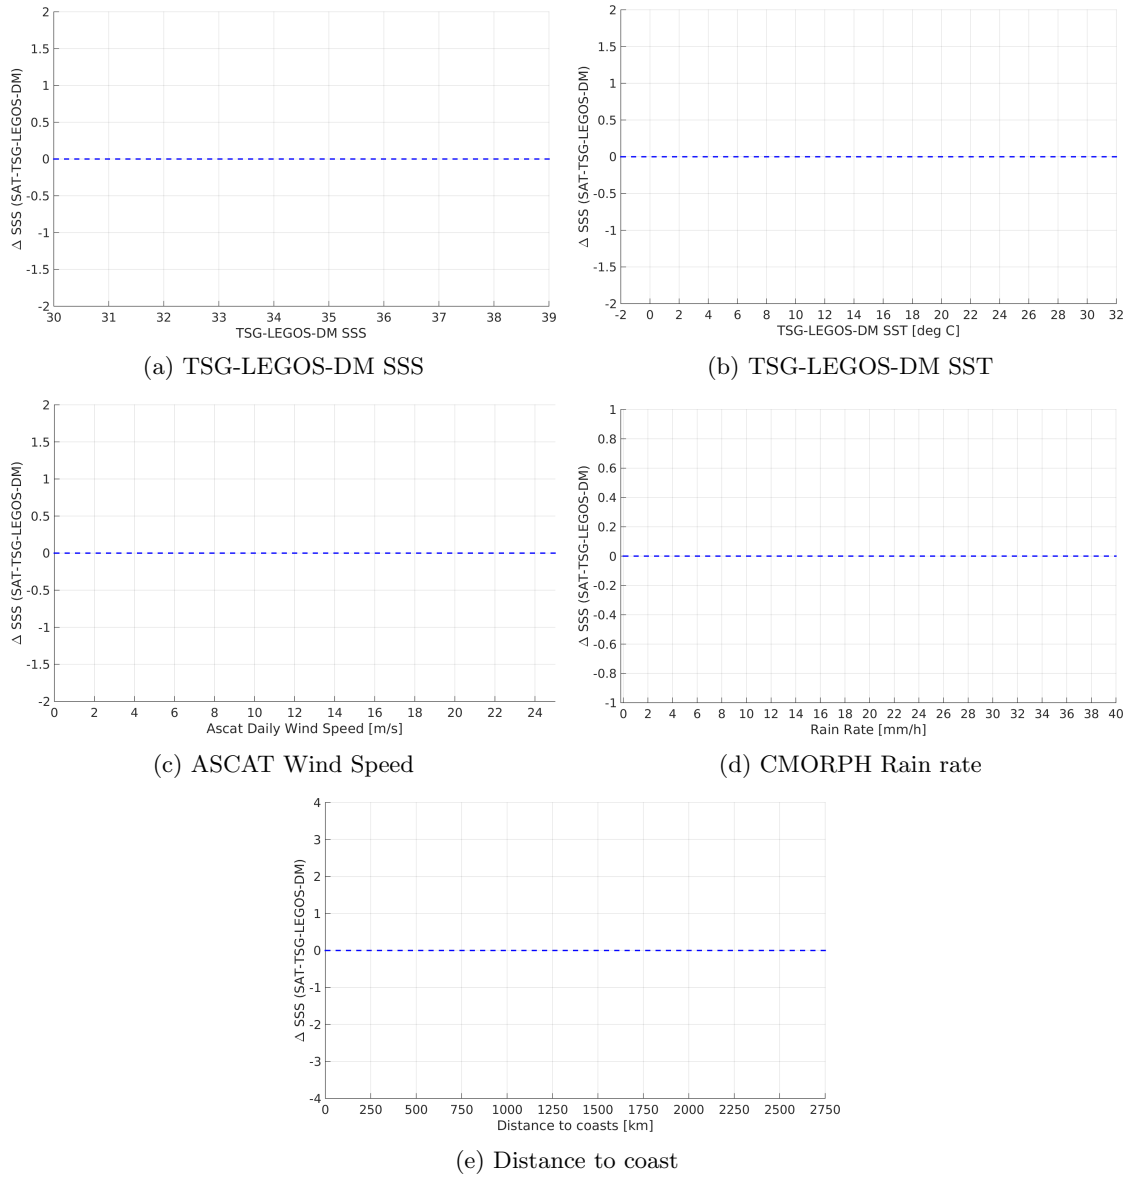 2
1.5
1
0.5
0
-0.5
-1
-1.5
-2
Δ SSS (SAT-TSG-LEGOS-DM)
30 31 32 33 34 35 36 37 38 39
TSG-LEGOS-DM SSS
(a) TSG-LEGOS-DM SSS
2
1.5
1
0.5
0
-0.5
-1
-1.5
-2
Δ SSS (SAT-TSG-LEGOS-DM)
-2 0 2 4 6 8 10 12 14 16 18 20 22 24 26 28 30 32
TSG-LEGOS-DM SST [deg C]
(b) TSG-LEGOS-DM SST
2
1.5
1
0.5
0
-0.5
-1
-1.5
-2
Δ SSS (SAT-TSG-LEGOS-DM)
0 2 4 6 8 10 12 14 16 18 20 22 24
Ascat Daily Wind Speed [m/s]
(c) ASCAT Wind Speed
1
0.8
0.6
0.4
0.2
0
-0.2
-0.4
-0.6
-0.8
-1
Δ SSS (SAT-TSG-LEGOS-DM)
0 2 4 6 8 10 12 14 16 18 20 22 24 26 28 30 32 34 36 38 40
Rain Rate [mm/h]
(d) CMORPH Rain rate
4
3
2
1
0
-1
-2
-3
-4
Δ SSS (SAT-TSG-LEGOS-DM)
0 250 500 750 1000 1250 1500 1750 2000 2250 2500 2750
Distance to coasts [km]
(e) Distance to coast